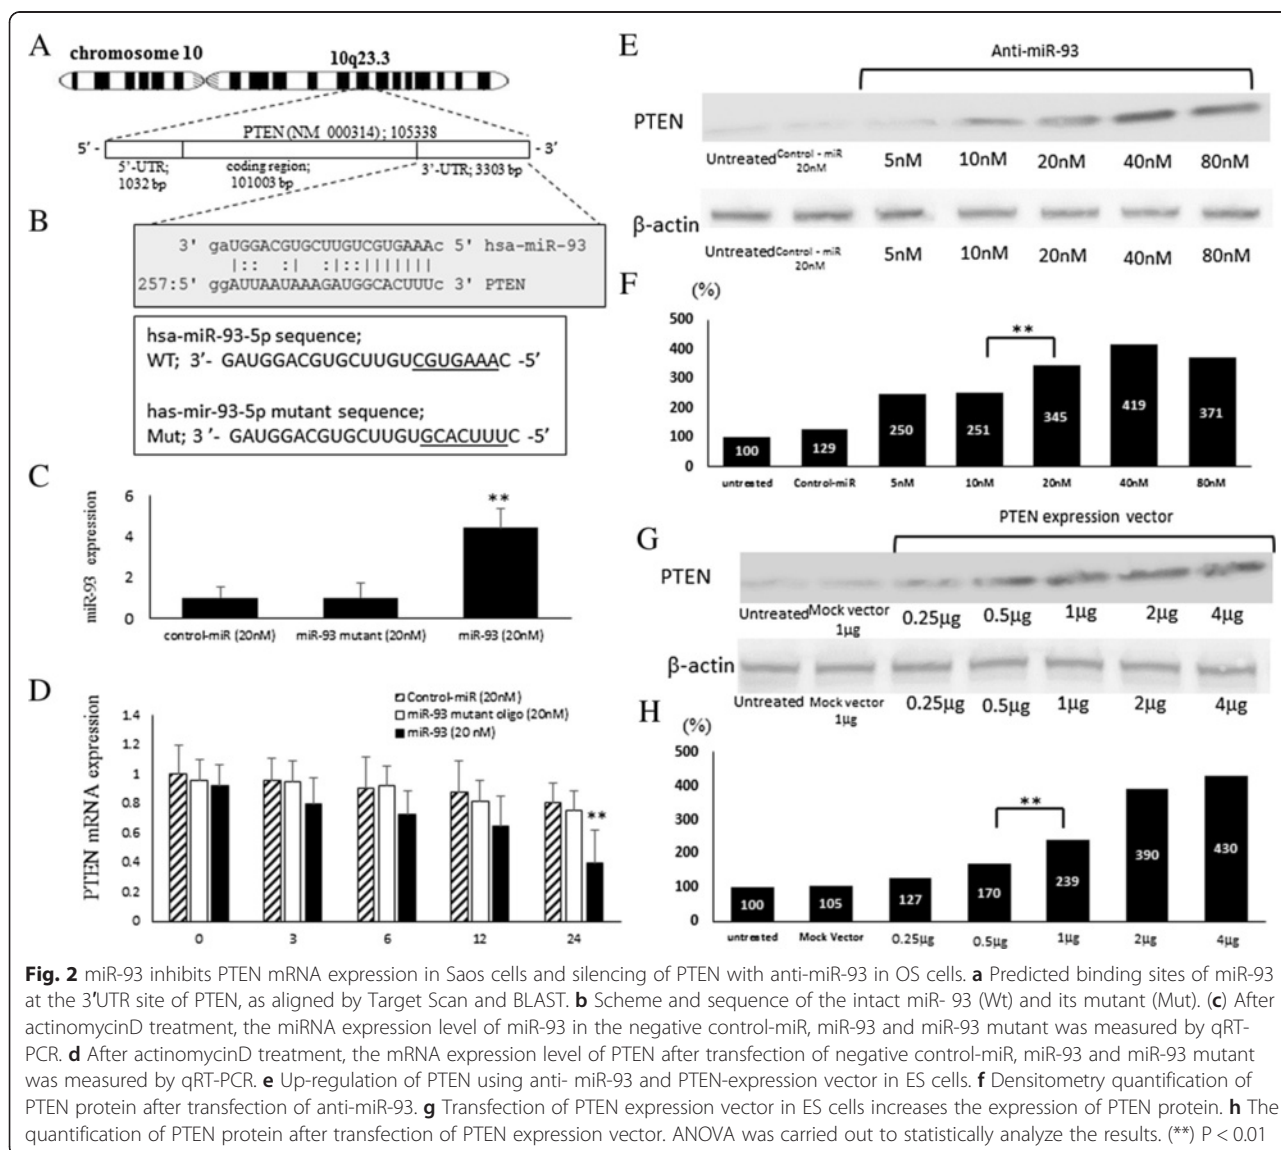 A
chromosome 10
10q23.3
PTEN (NM_000314) ; 105338
5' -
- 3'
5'-UTR;
1032 bp
coding region;
101003 bp
3'-UTR; 3303 bp
B
3' gaUGGACGUGCUUGUCGUGAAAc 5' hsa-miR-93
|:: :| :|::|||||||
257:5' ggAUUAAUAAAGAUGGCACUUUc 3' PTEN
hsa-miR-93-5p sequence;
WT; 3'- GAUGGACGUGCUUGUCGUGAAAC -5'
has-mir-93-5p mutant sequence;
Mut; 3 '- GAUGGACGUGCUUGUGCACUUUC -5'
C
miR-93 expression
6
4
2
0
**
control-miR (20nM)
miR-93 mutant (20nM)
miR-93 (20nM)
D
PTEN mRNA expression
Control-miR (20nM)
miR-93 mutant oligo (20nM)
miR-93 (20 nM)
1.4
1.2
1
0.8
0.6
0.4
0.2
0
**
0 3 6 12 24
E
Anti-miR-93
PTEN
Untreated Control - miR 20nM 5nM 10nM 20nM 40nM 80nM
β-actin
Untreated Control - miR 20nM 5nM 10nM 20nM 40nM 80nM
F
(%)
500
400
300
200
100
0
**
100 129 250 251 345 419 371
untreated Control-miR 5nM 10nM 20nM 40nM 80nM
G
PTEN expression vector
PTEN
Untreated Mock vector 1µg 0.25µg 0.5µg 1µg 2µg 4µg
β-actin
Untreated Mock vector 1µg 0.25µg 0.5µg 1µg 2µg 4µg
H
(%)
500
400
300
200
100
0
**
100 105 127 170 239 390 430
untreated Mock Vector 0.25µg 0.5µg 1µg 2µg 4µg
Fig. 2 miR-93 inhibits PTEN mRNA expression in Saos cells and silencing of PTEN with anti-miR-93 in OS cells. a Predicted binding sites of miR-93
at the 3'UTR site of PTEN, as aligned by Target Scan and BLAST. b Scheme and sequence of the intact miR- 93 (Wt) and its mutant (Mut). (c) After
actinomycinD treatment, the miRNA expression level of miR-93 in the negative control-miR, miR-93 and miR-93 mutant was measured by qRT-
PCR. d After actinomycinD treatment, the mRNA expression level of PTEN after transfection of negative control-miR, miR-93 and miR-93 mutant
was measured by qRT-PCR. e Up-regulation of PTEN using anti- miR-93 and PTEN-expression vector in ES cells. f Densitometry quantification of
PTEN protein after transfection of anti-miR-93. g Transfection of PTEN expression vector in ES cells increases the expression of PTEN protein. h The
quantification of PTEN protein after transfection of PTEN expression vector. ANOVA was carried out to statistically analyze the results. (**) P < 0.01